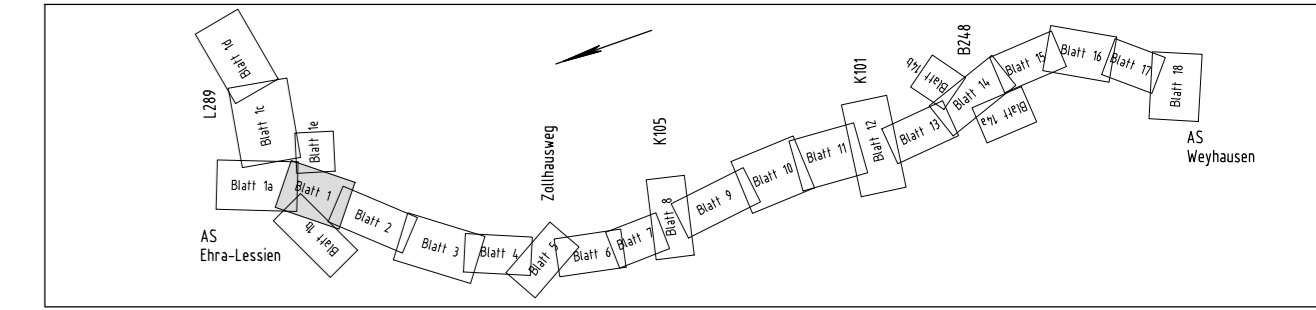 Blatt 1d
L289
Blatt 1c
Blatt 1e
Blatt 1a
Blatt 1
Blatt 1b
AS
Ehra-Lessien
Blatt 2
Blatt 3
Blatt 4
Zollhausweg
Blatt 5
Blatt 6
Blatt 7
K105
Blatt 8
Blatt 9
Blatt 10
Blatt 11
K101
Blatt 12
Blatt 13
B248
Blatt 14b
Blatt 14
Blatt 14a
Blatt 15
Blatt 16
Blatt 17
Blatt 18
AS
Weyhausen